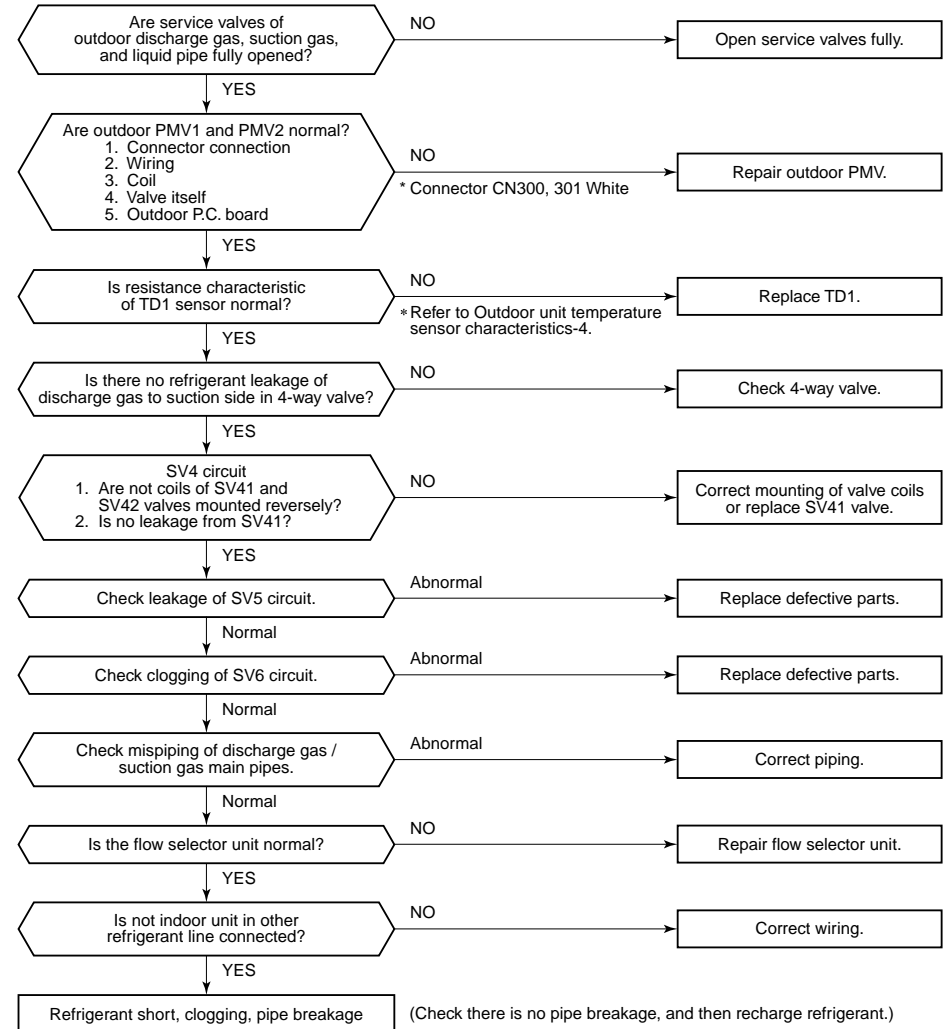 Are service valves of
outdoor discharge gas, suction gas,
and liquid pipe fully opened?
NO
Open service valves fully.
YES
Are outdoor PMV1 and PMV2 normal?
1. Connector connection
2. Wiring
3. Coil
4. Valve itself
5. Outdoor P.C. board
NO
* Connector CN300, 301 White
Repair outdoor PMV.
YES
Is resistance characteristic
of TD1 sensor normal?
NO
* Refer to Outdoor unit temperature
sensor characteristics-4.
Replace TD1.
YES
Is there no refrigerant leakage of
discharge gas to suction side in 4-way valve?
NO
Check 4-way valve.
YES
SV4 circuit
1. Are not coils of SV41 and
SV42 valves mounted reversely?
2. Is no leakage from SV41?
NO
Correct mounting of valve coils
or replace SV41 valve.
YES
Check leakage of SV5 circuit.
Abnormal
Replace defective parts.
Normal
Check clogging of SV6 circuit.
Abnormal
Replace defective parts.
Normal
Check mispiping of discharge gas /
suction gas main pipes.
Abnormal
Correct piping.
Normal
Is the flow selector unit normal?
NO
Repair flow selector unit.
YES
Is not indoor unit in other
refrigerant line connected?
NO
Correct wiring.
YES
Refrigerant short, clogging, pipe breakage
(Check there is no pipe breakage, and then recharge refrigerant.)